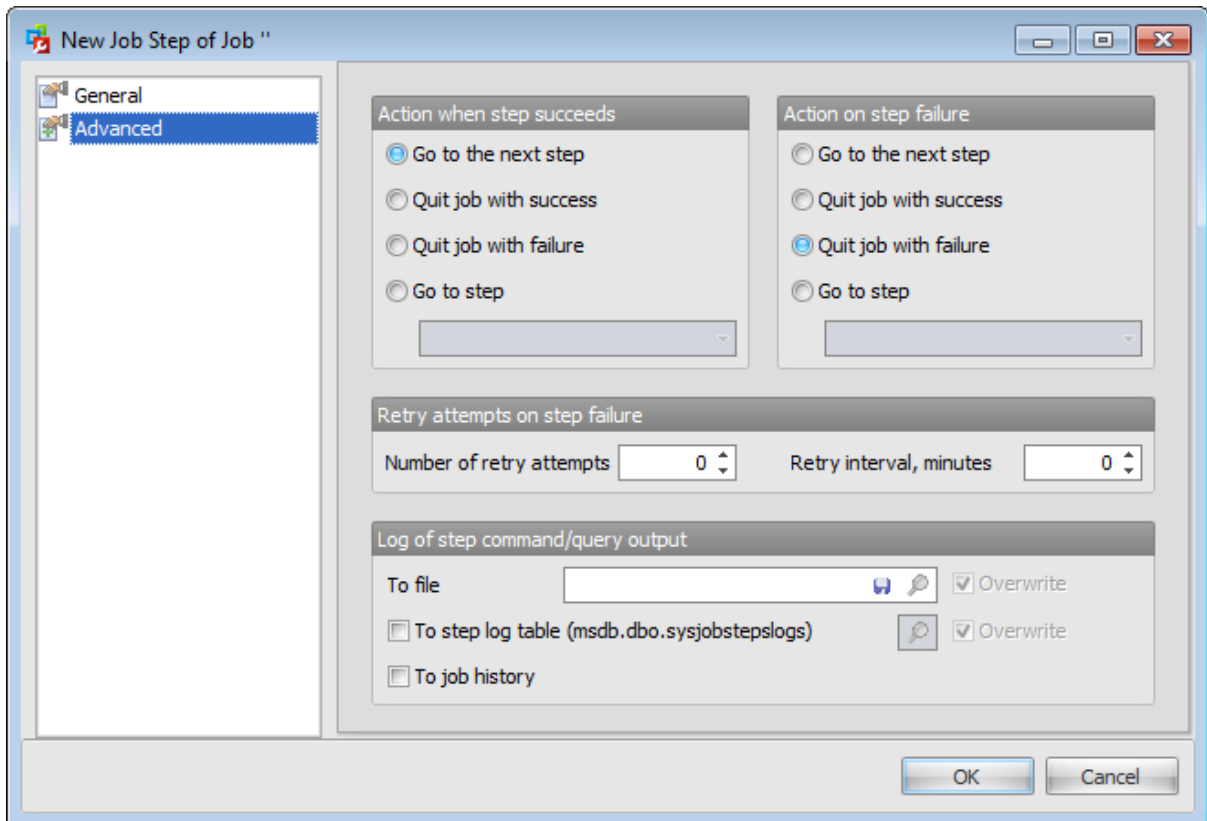 New Job Step of Job ''
General
Advanced
Action when step succeeds
Go to the next step
Quit job with success
Quit job with failure
Go to step
Action on step failure
Go to the next step
Quit job with success
Quit job with failure
Go to step
Retry attempts on step failure
Number of retry attempts 0 Retry interval, minutes 0
Log of step command/query output
To file Overwrite
To step log table (msdb.dbo.sysjobstepslogs) Overwrite
To job history
OK Cancel